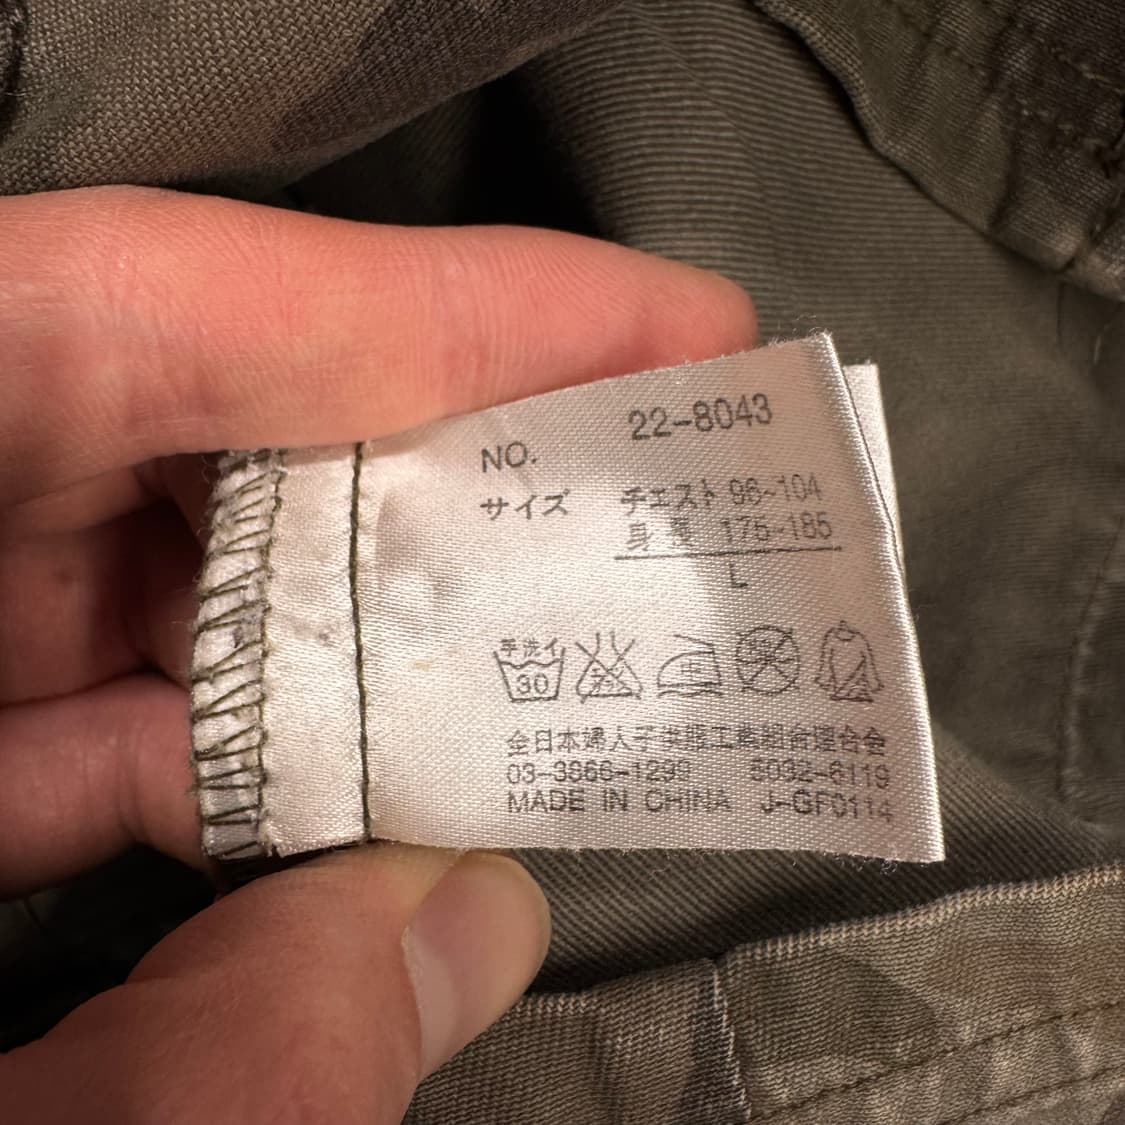 NO. 22-8043
サイズ チェスト 96~104
身長 175~185
L
手洗イ
30
全日本婦人子供服工業組合連合会
03-3866-1290 5032-6119
MADE IN CHINA J-GF0114